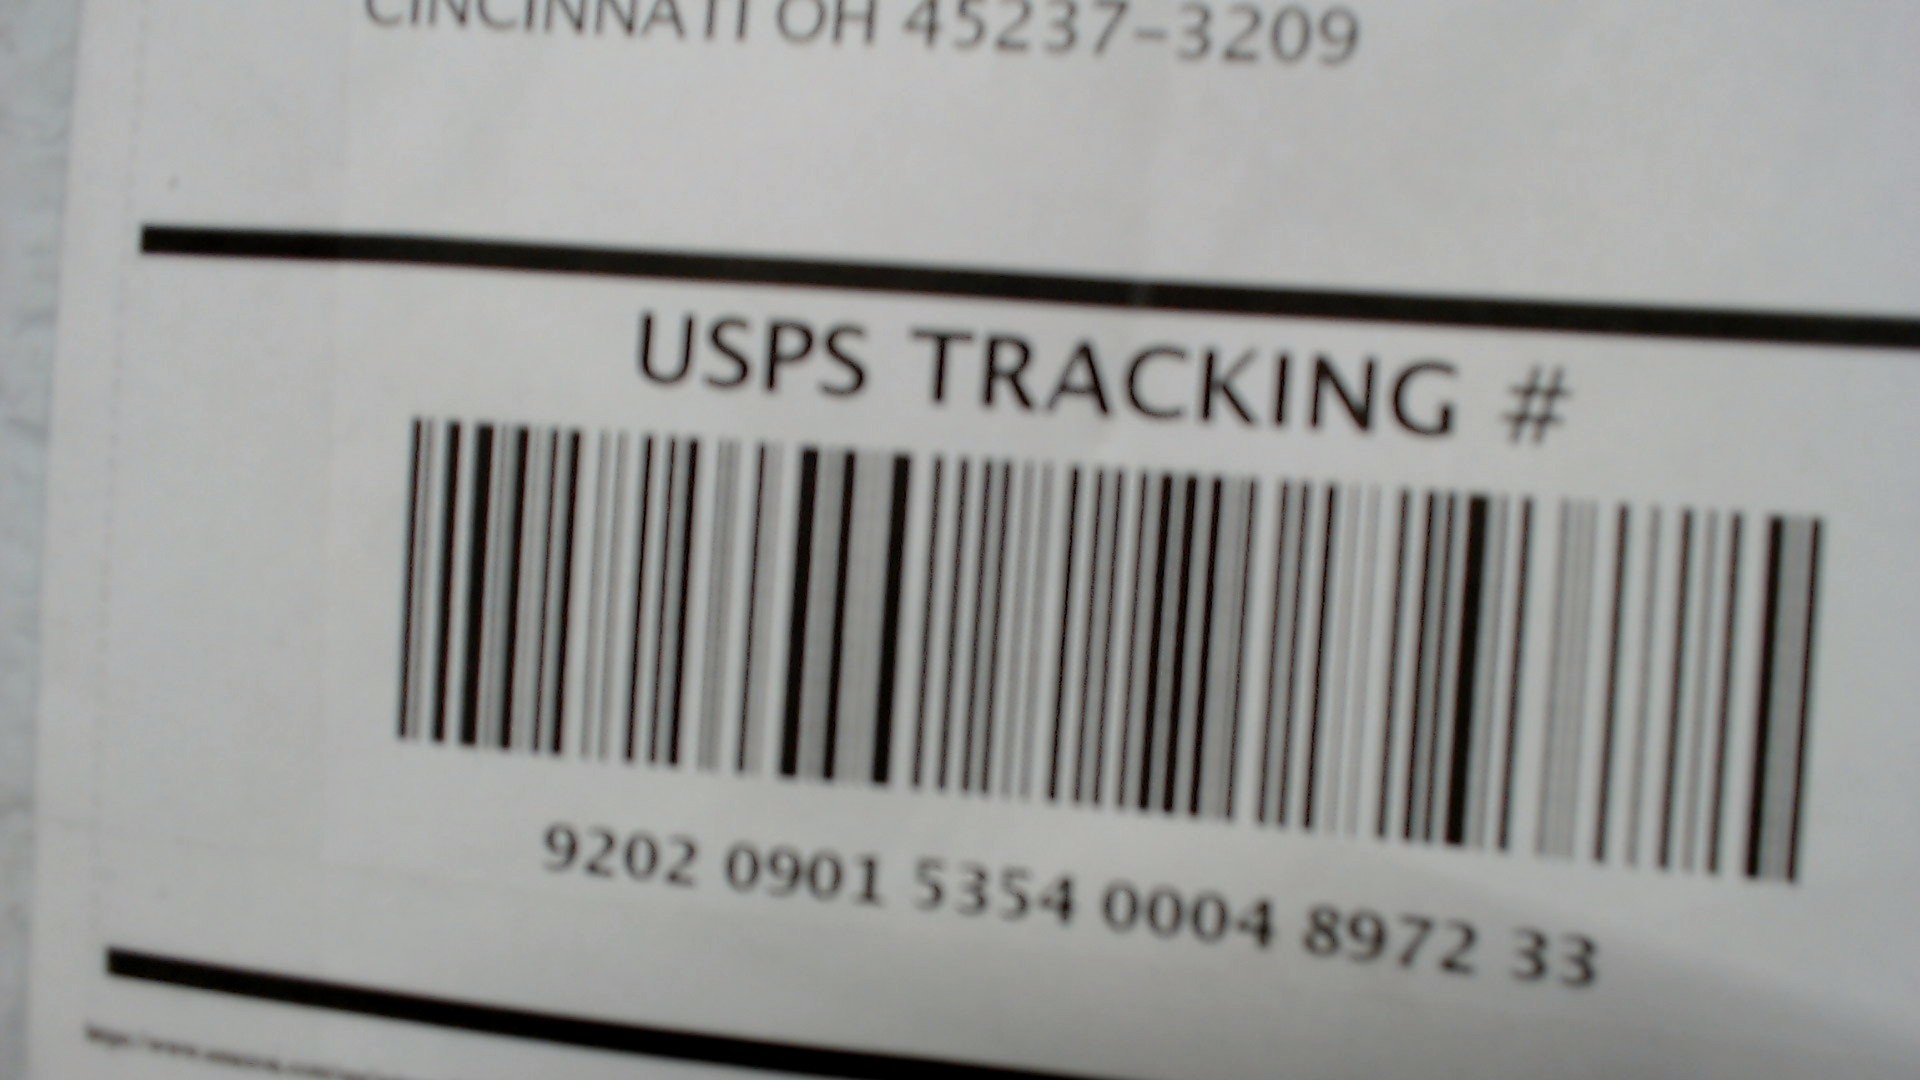 CINCINNATI OH 45237-3209
USPS TRACKING #
9202 0901 5354 0004 8972 33